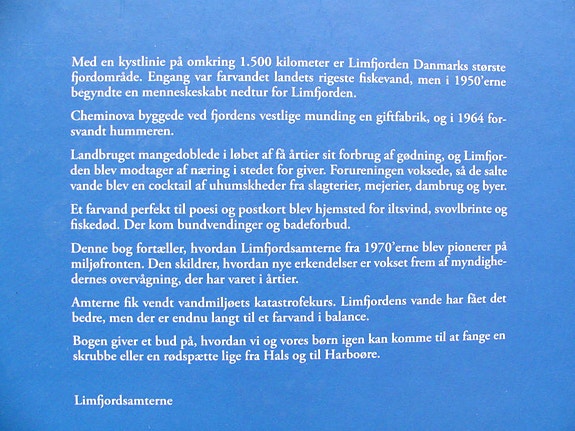 Med en kystlinie på omkring 1.500 kilometer er Limfjorden Danmarks største
fjordområde. Engang var farvandet landets rigeste fiskevand, men i 1950'erne
begyndte en menneskeskabt nedtur for Limfjorden.
Cheminova byggede ved fjordens vestlige munding en giftfabrik, og i 1964 for-
svandt hummeren.
Landbruget mangedoblede i løbet af få årtier sit forbrug af gødning, og Limfjor-
den blev modtager af næring i stedet for giver. Forureningen voksede, så de salte
vande blev en cocktail af uhumskheder fra slagterier, mejerier, dambrug og byer.
Et farvand perfekt til poesi og postkort blev hjemsted for iltsvind, svovlbrinte og
fiskedød. Der kom bundvendinger og badeforbud.
Denne bog fortæller, hvordan Limfjordsamterne fra 1970'erne blev pionerer på
miljøfronten. Den skildrer, hvordan nye erkendelser er vokset frem af myndighe-
dernes overvågning, der har varet i årtier.
Amterne fik vendt vandmiljøets katastrofekurs. Limfjordens vande har fået det
bedre, men der er endnu langt til et farvand i balance.
Bogen giver et bud på, hvordan vi og vores børn igen kan komme til at fange en
skrubbe eller en rødspætte lige fra Hals og til Harboøre.
Limfjordsamterne